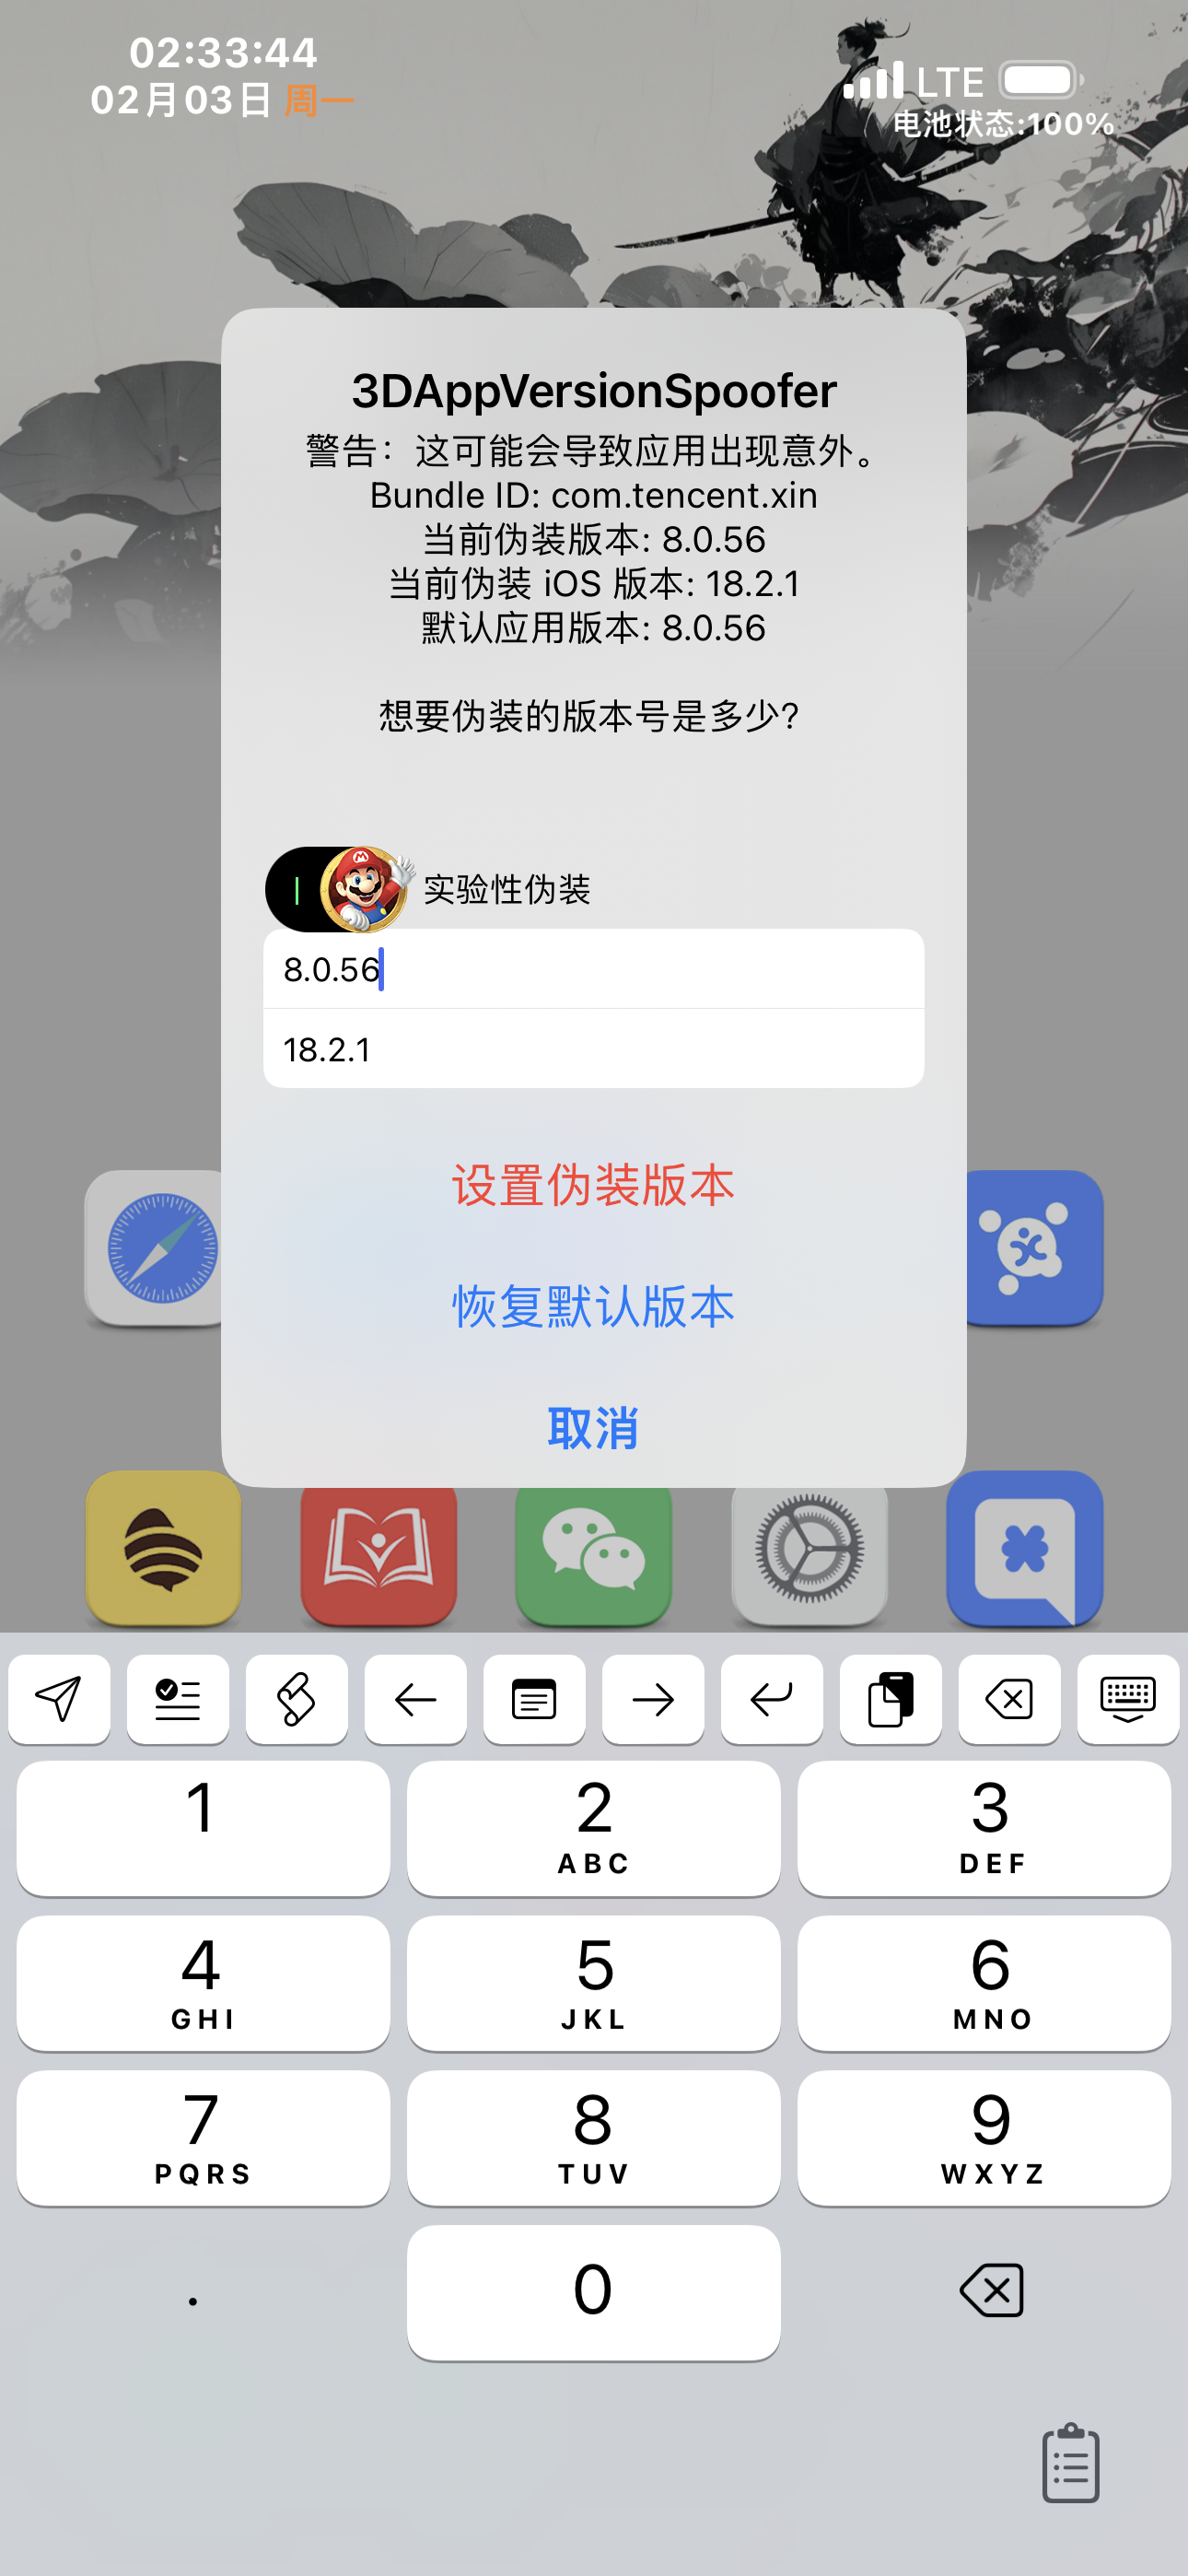 02:33:44
02月03日 周一
LTE
电池状态:100%
3DAppVersionSpoofer
警告：这可能会导致应用出现意外。
Bundle ID: com.tencent.xin
当前伪装版本: 8.0.56
当前伪装 iOS 版本: 18.2.1
默认应用版本: 8.0.56
想要伪装的版本号是多少?
实验性伪装
8.0.56
18.2.1
设置伪装版本
恢复默认版本
取消
1
2
ABC
3
DEF
4
GHI
5
JKL
6
MNO
7
PQRS
8
TUV
9
WXYZ
.
0